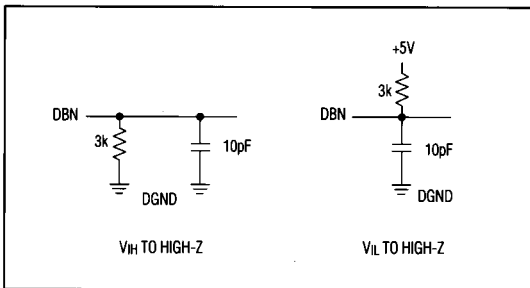 +5V
3k
DBN
DBN
3k
10pF
10pF
DGND
DGND
VIH TO HIGH-Z
VIL TO HIGH-Z